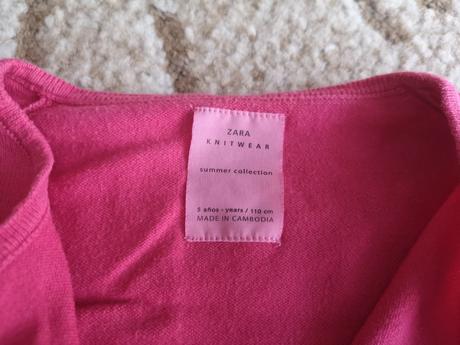 ZARA
KNITWEAR
summer collection
5 años - years / 110 cm
MADE IN CAMBODIA